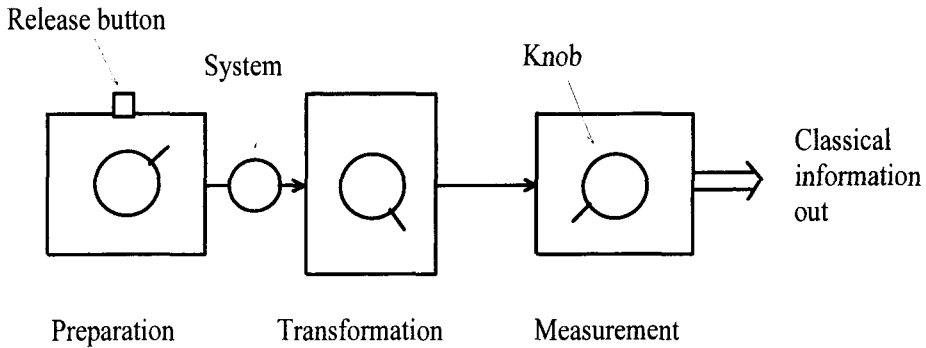 Release button
System
Knob
Classical
information
out
Preparation
Transformation
Measurement